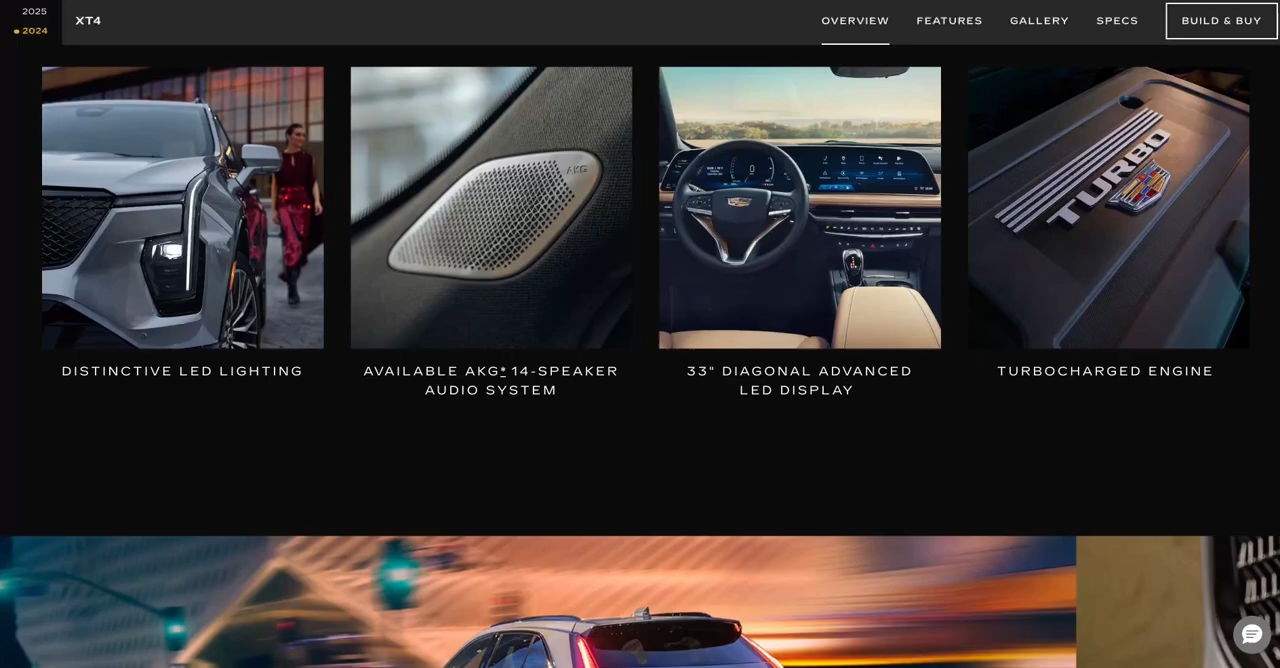 2025
2024
XT4
OVERVIEW
FEATURES
GALLERY
SPECS
BUILD & BUY
AKG
TURBO
DISTINCTIVE LED LIGHTING
AVAILABLE AKG* 14-SPEAKER
AUDIO SYSTEM
33" DIAGONAL ADVANCED
LED DISPLAY
TURBOCHARGED ENGINE